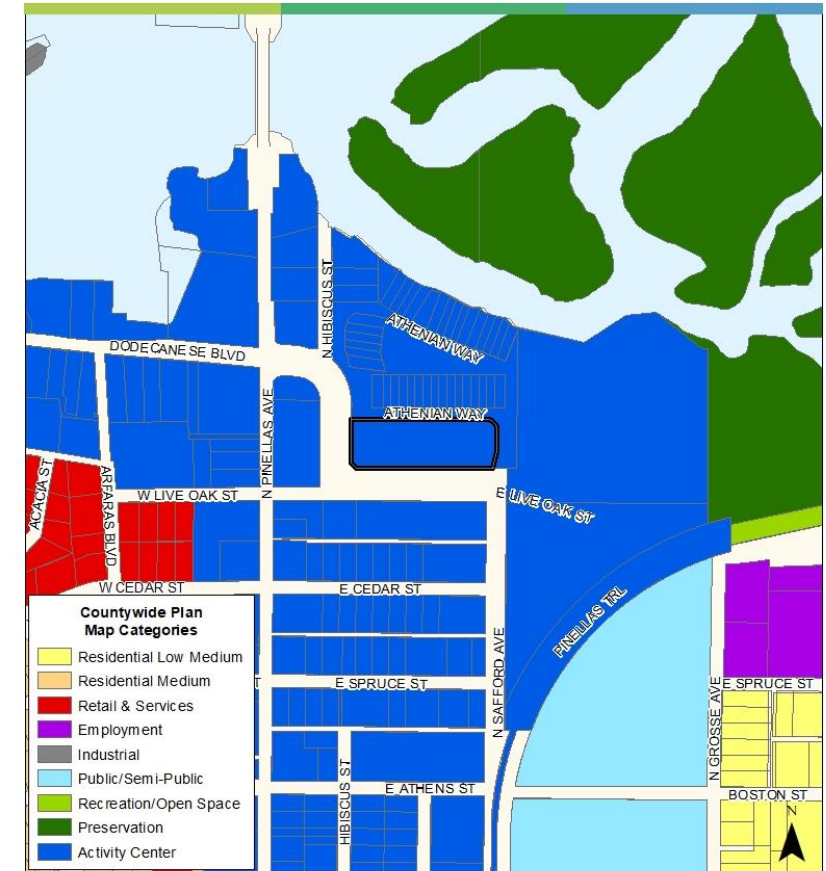 N HIBISCUS ST
ATHENIAN WAY
DODECANESE BLVD
N PINELLAS AVE
ATHENIAN WAY
ACACIA ST
ARFARAS BLVD
W LIVE OAK ST
E LIVE OAK ST
W CEDAR ST
E CEDAR ST
PINELLAS TRL
N SAFFORD AVE
E SPRUCE ST
E SPRUCE ST
T
N GROSSE AVE
HIBISCUS ST
E ATHENS ST
BOSTON ST
N
Countywide Plan
Map Categories
Residential Low Medium
Residential Medium
Retail & Services
Employment
Industrial
Public/Semi-Public
Recreation/Open Space
Preservation
Activity Center